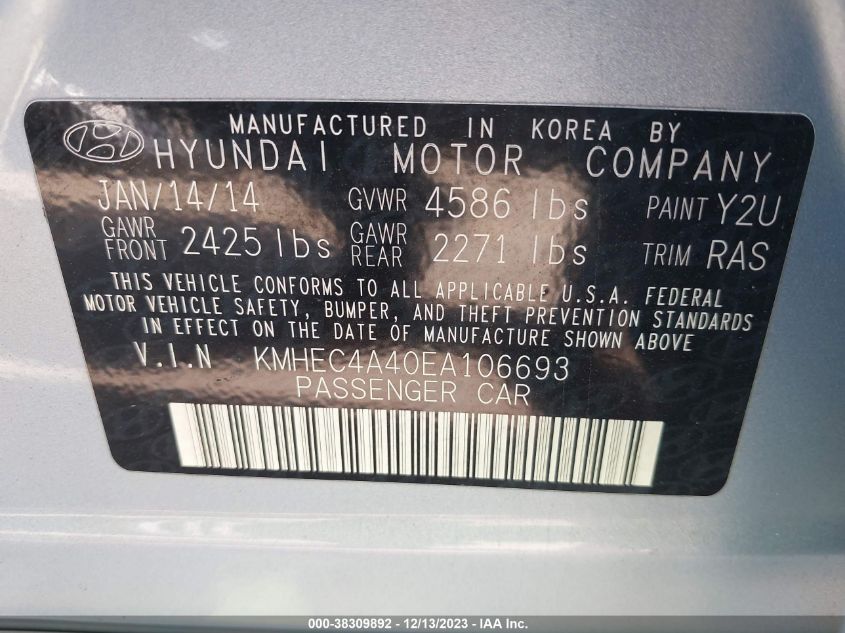 MANUFACTURED IN KOREA BY
HYUNDAI MOTOR COMPANY
JAN/14/14 GVWR 4586 lbs PAINT Y2U
GAWR FRONT 2425 lbs GAWR REAR 2271 lbs TRIM RAS
THIS VEHICLE CONFORMS TO ALL APPLICABLE U.S.A. FEDERAL
MOTOR VEHICLE SAFETY, BUMPER, AND THEFT PREVENTION STANDARDS
IN EFFECT ON THE DATE OF MANUFACTURE SHOWN ABOVE
V.I.N KMHEC4A40EA106693
PASSENGER CAR
000-38309892 - 12/13/2023 - IAA Inc.